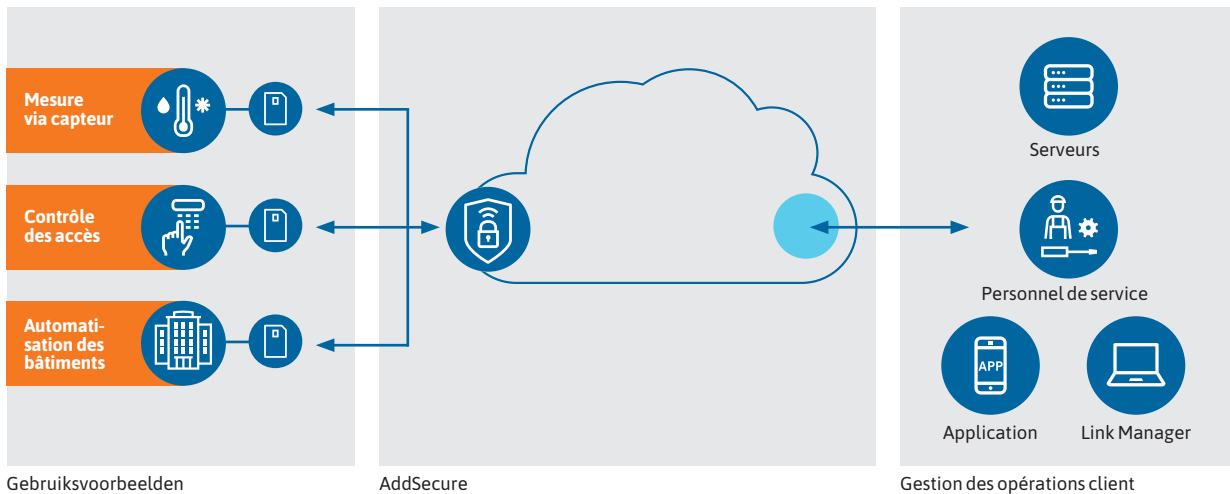 Mesure
via capteur
Contrôle
des accès
Automati-
sation des
bâtiments
Serveurs
Personnel de service
APP
Application
Link Manager
Gebruiksvoorbeelden
AddSecure
Gestion des opérations client